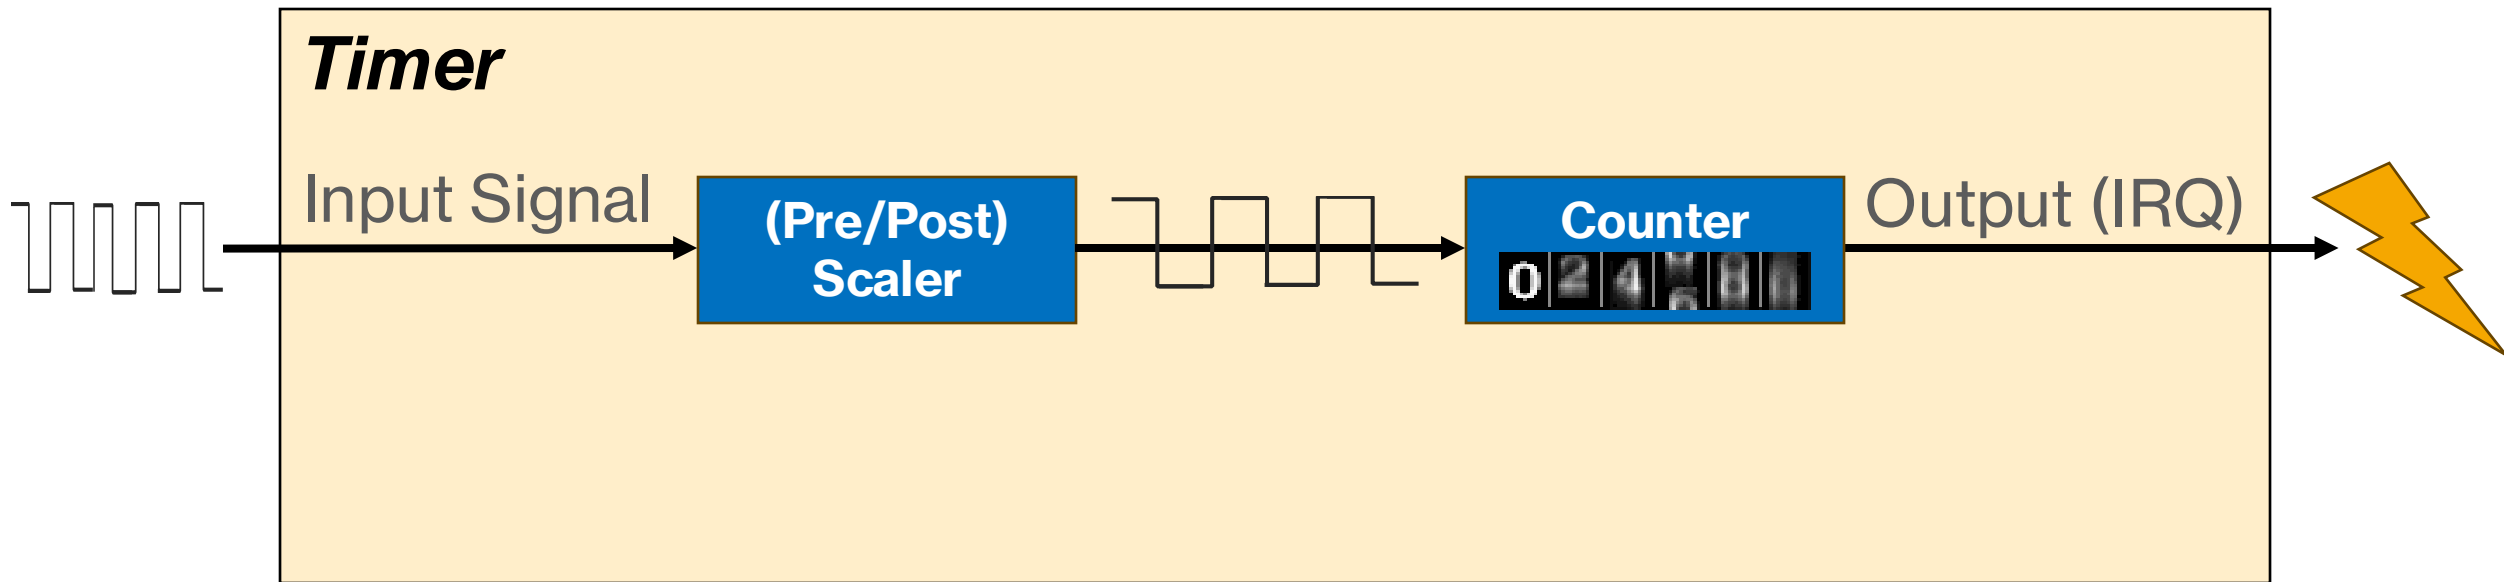 Timer
Input Signal
(Pre/Post)
Scaler
Counter
0 2 4
Output (IRQ)